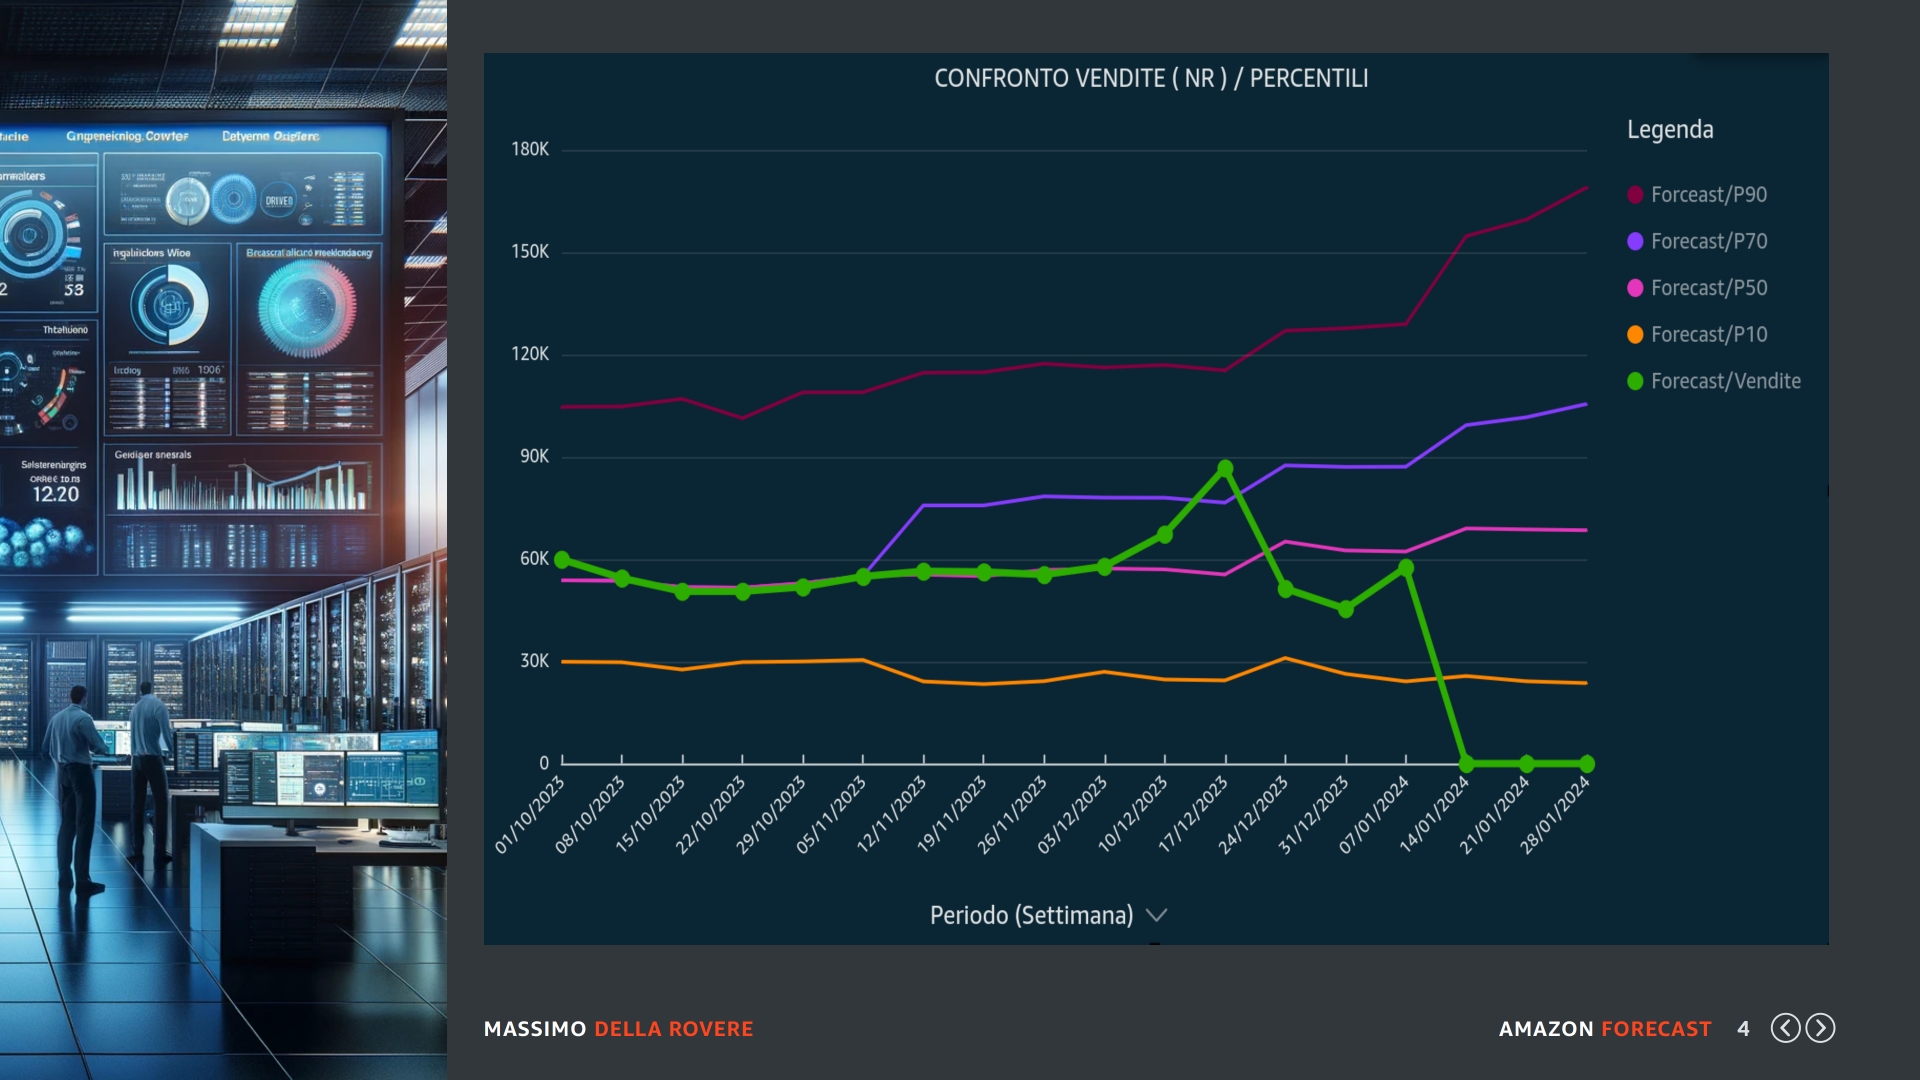 CONFRONTO VENDITE ( NR ) / PERCENTILI
Legenda
Forceast/P90
Forecast/P70
Forecast/P50
Forecast/P10
Forecast/Vendite
180K
150K
120K
90K
60K
30K
0
01/10/2023
08/10/2023
15/10/2023
22/10/2023
29/10/2023
05/11/2023
12/11/2023
19/11/2023
26/11/2023
03/12/2023
10/12/2023
17/12/2023
24/12/2023
31/12/2023
07/01/2024
14/01/2024
21/01/2024
28/01/2024
Periodo (Settimana)
MASSIMO DELLA ROVERE
AMAZON FORECAST 4
DRIVED
53
12.20